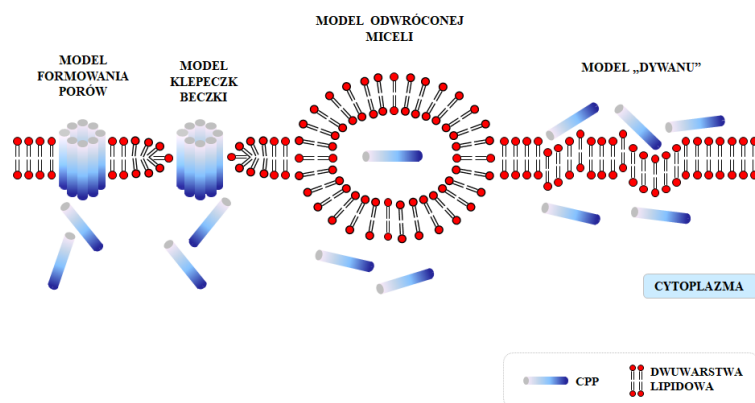 MODEL
FORMOWANIA
PORÓW
MODEL
KLEPECZK
BECZKI
MODEL ODWRÓCONEJ
MICELI
MODEL „DYWANU”
CYTOPLAZMA
CPP
DWUWARSTWA
LIPIDOWA